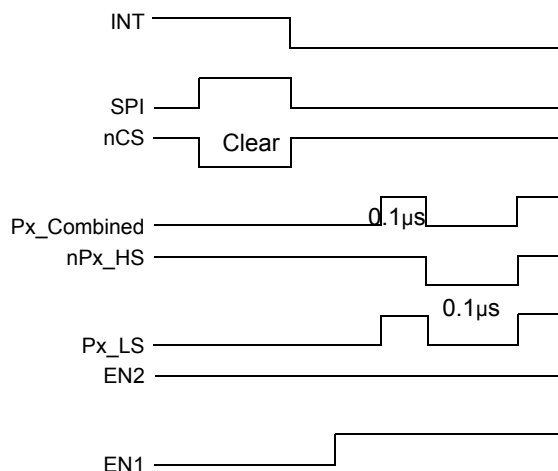 INT
SPI
nCS
Clear
Px_Combined
0.1µs
nPx_HS
0.1µs
Px_LS
EN2
EN1